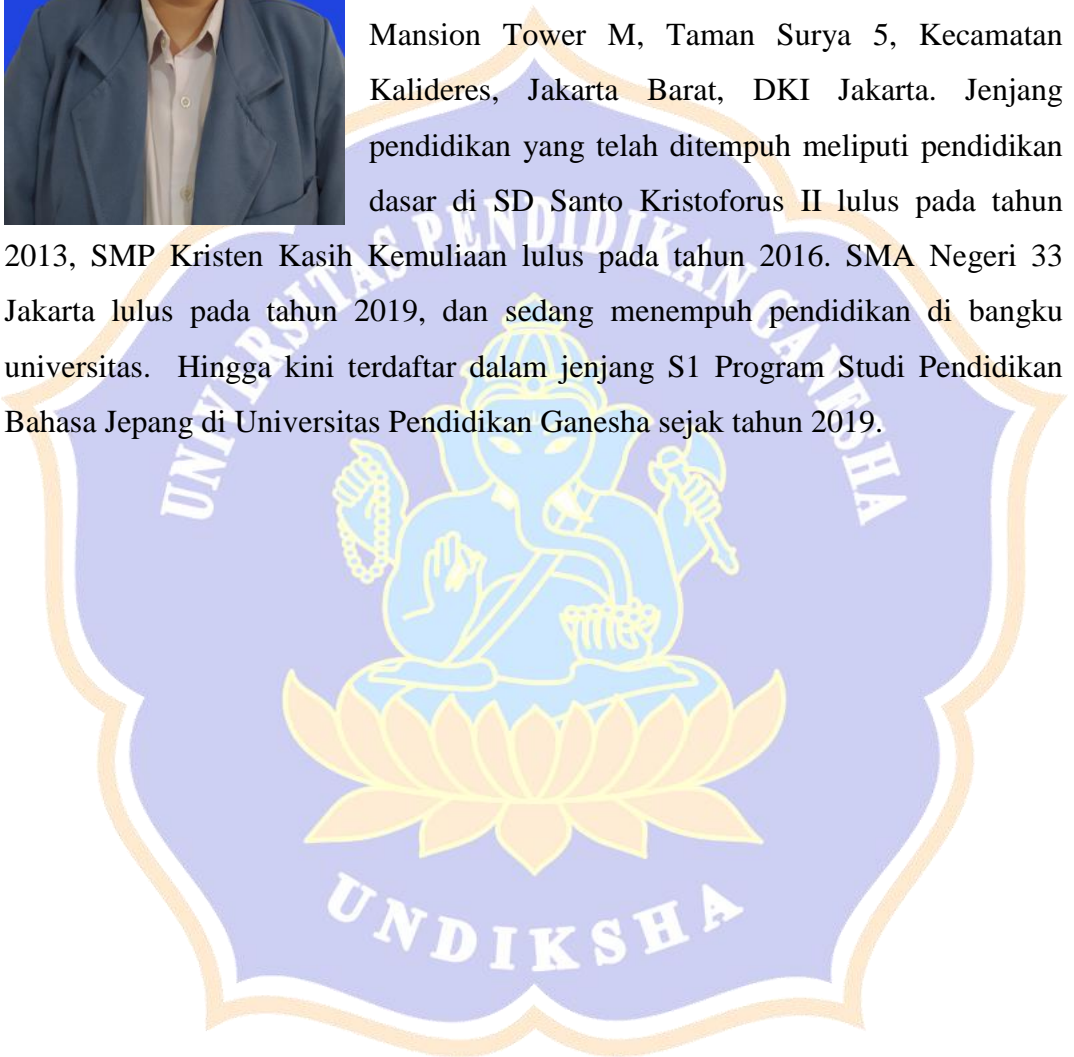 Mansion Tower M, Taman Surya 5, Kecamatan
Kalideres, Jakarta Barat, DKI Jakarta. Jenjang
pendidikan yang telah ditempuh meliputi pendidikan
dasar di SD Santo Kristoforus II lulus pada tahun
2013, SMP Kristen Kasih Kemuliaan lulus pada tahun 2016. SMA Negeri 33
Jakarta lulus pada tahun 2019, dan sedang menempuh pendidikan di bangku
universitas. Hingga kini terdaftar dalam jenjang S1 Program Studi Pendidikan
Bahasa Jepang di Universitas Pendidikan Ganesha sejak tahun 2019.
UNIVERSITAS PENDIDIKAN GANESHA
UNDIKSHA